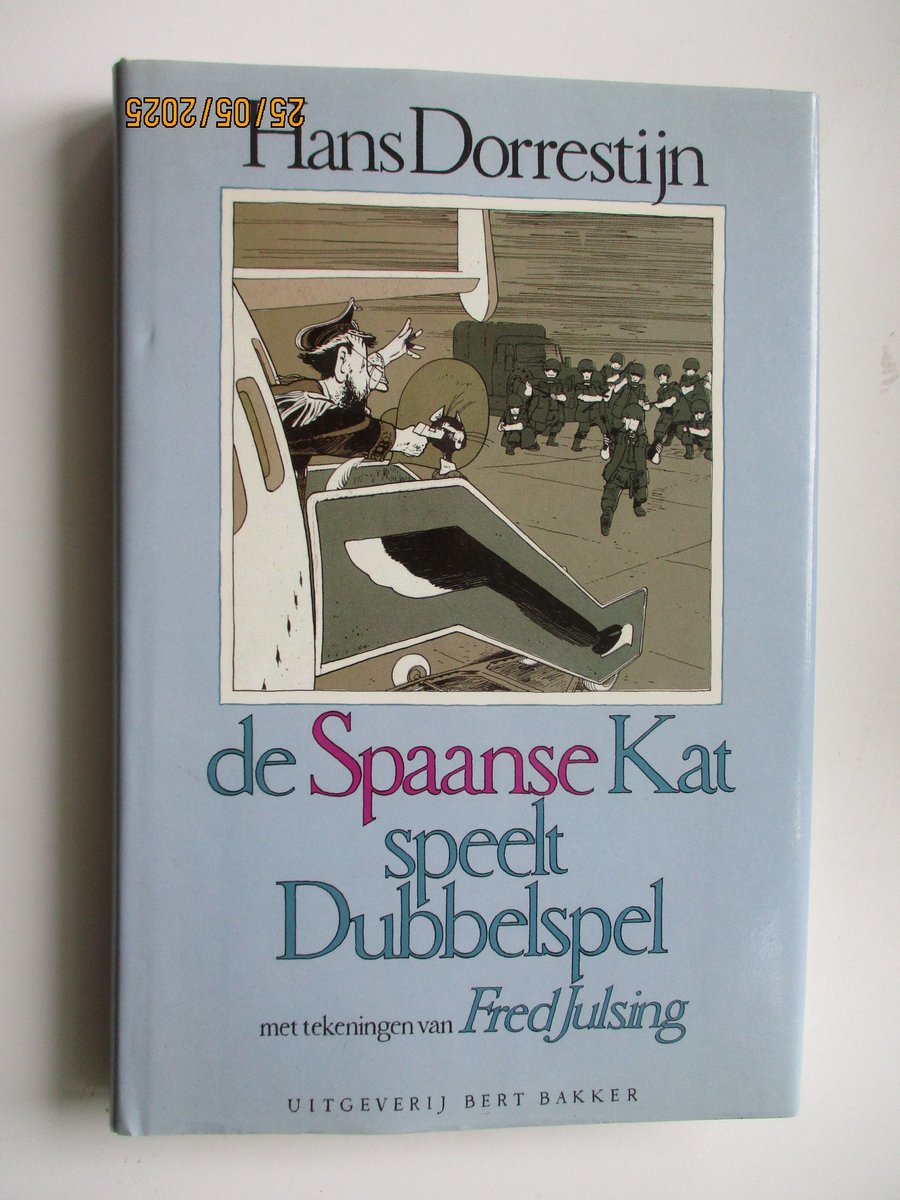 25/05/2025
Hans Dorrestijn
de Spaanse Kat
speelt
Dubbelspel
met tekeningen van Fred Julsing
UITGEVERIJ BERT BAKKER